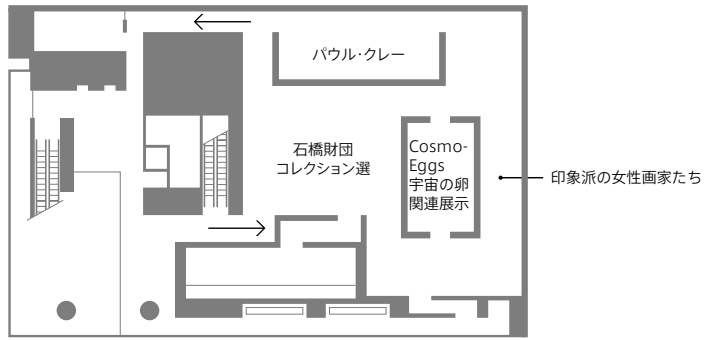 パウル・クレー
石橋財団
コレクション選
Cosmo-
Eggs
宇宙の卵
関連展示
印象派の女性画家たち